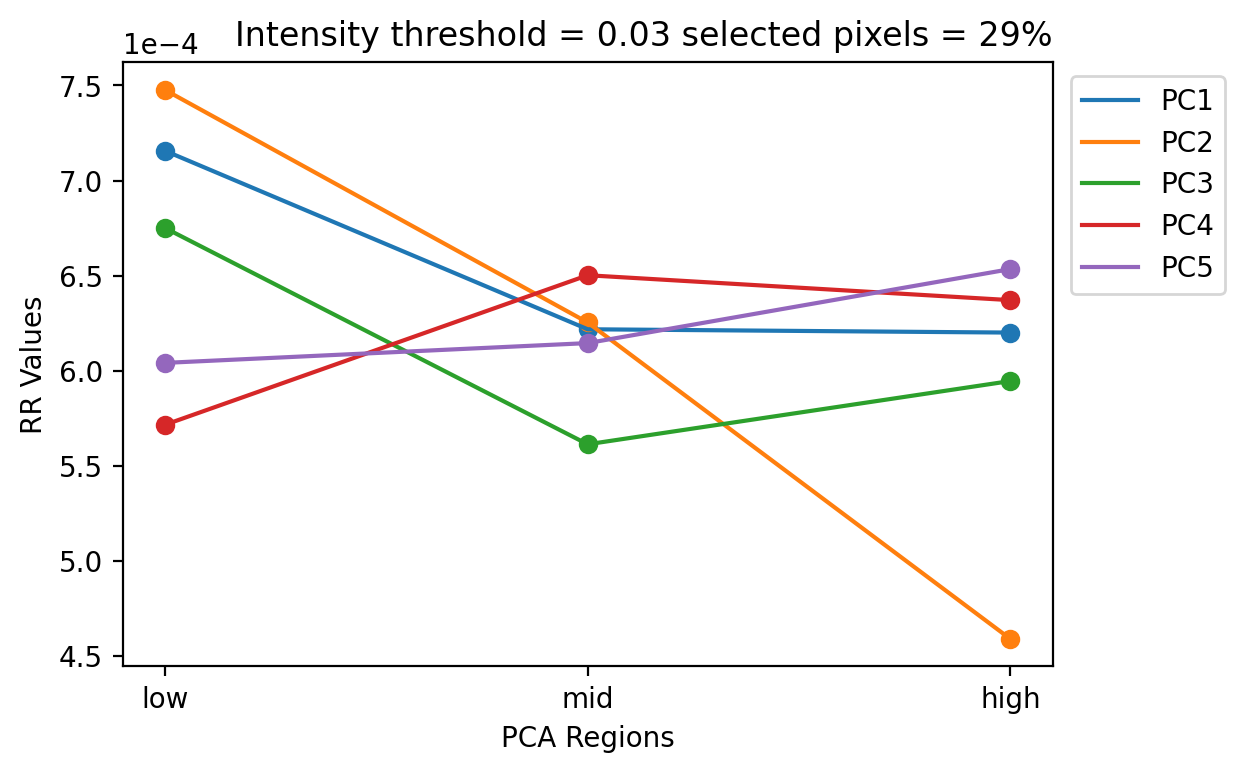 Intensity threshold = 0.03 selected pixels = 29%
1e−4
7.5
7.0
6.5
6.0
5.5
5.0
4.5
RR Values
low
mid
high
PCA Regions
PC1
PC2
PC3
PC4
PC5